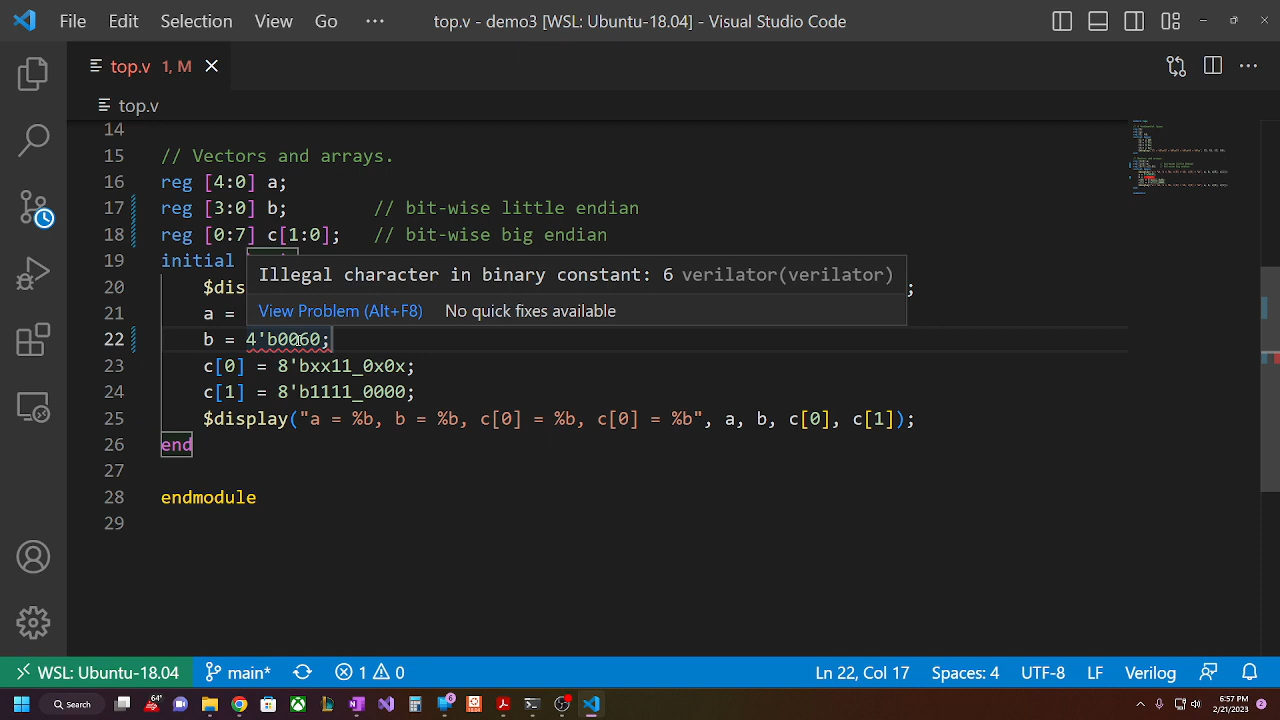 File Edit Selection View Go ··· top.v - demo3 [WSL: Ubuntu-18.04] - Visual Studio Code
top.v 1, M
top.v
14
15 // Vectors and arrays.
16 reg [4:0] a;
17 reg [3:0] b; // bit-wise little endian
18 reg [0:7] c[1:0]; // bit-wise big endian
19 initial
Illegal character in binary constant: 6 verilator(verilator)
20 $dis ;
View Problem (Alt+F8) No quick fixes available
21 a =
22 b = 4'b0060;
23 c[0] = 8'bxx11_0x0x;
24 c[1] = 8'b1111_0000;
25 $display("a = %b, b = %b, c[0] = %b, c[0] = %b", a, b, c[0], c[1]);
26 end
27
28 endmodule
29
WSL: Ubuntu-18.04 main* 1 0 Ln 22, Col 17 Spaces: 4 UTF-8 LF Verilog
64° Search 6:57 PM
2/21/2023